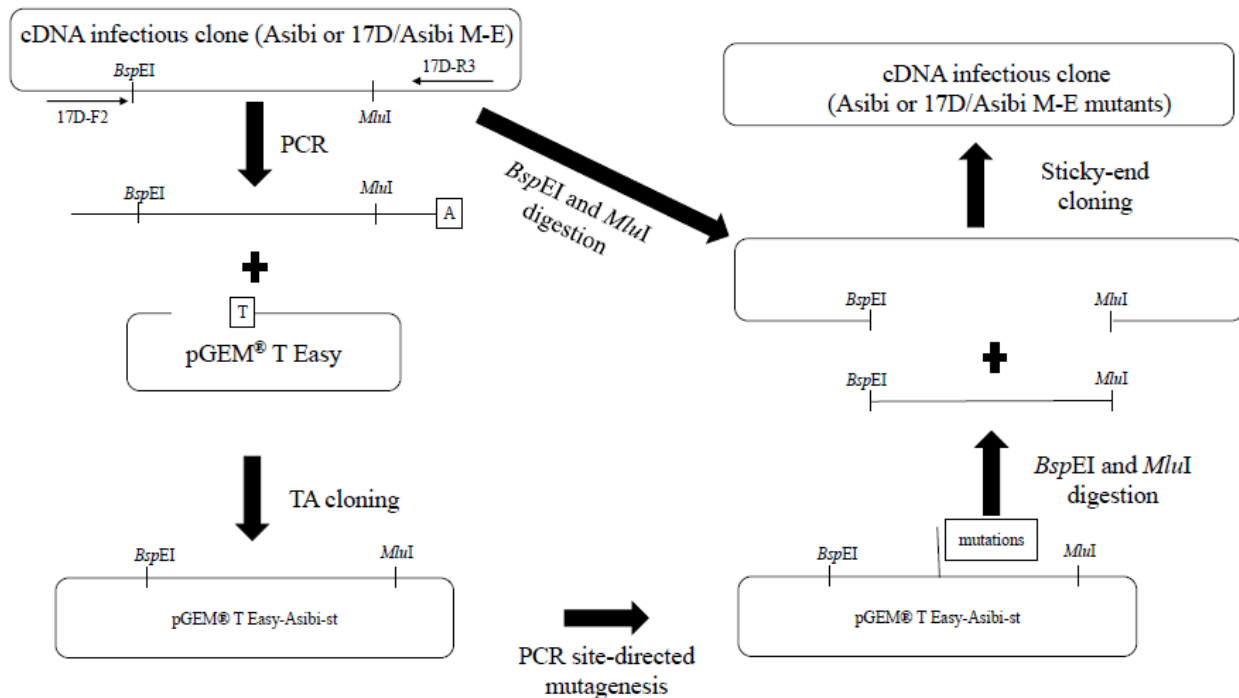 cDNA infectious clone (Asibi or 17D/Asibi M-E)
BspEI
17D-R3
17D-F2
MluI
PCR
BspEI
MluI
A
T
pGEM® T Easy
TA cloning
BspEI
MluI
pGEM® T Easy-Asibi-st
PCR site-directed
mutagenesis
BspEI and MluI
digestion
cDNA infectious clone
(Asibi or 17D/Asibi M-E mutants)
Sticky-end
cloning
BspEI
MluI
BspEI
MluI
BspEI and MluI
digestion
mutations
BspEI
MluI
pGEM® T Easy-Asibi-st